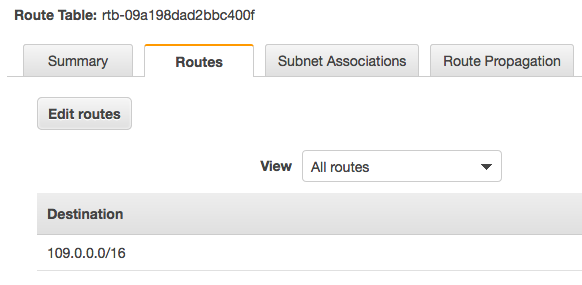 Route Table: rtb-09a198dad2bbc400f
Summary
Routes
Subnet Associations
Route Propagation
Edit routes
View
All routes
Destination
109.0.0.0/16